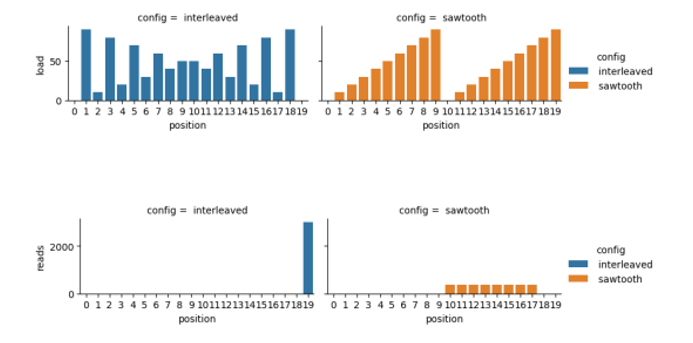 config = interleaved
config = sawtooth
load
50
0
0 1 2 3 4 5 6 7 8 9 10 11 12 13 14 15 16 17 18 19
0 1 2 3 4 5 6 7 8 9 10 11 12 13 14 15 16 17 18 19
position
position
config
interleaved
sawtooth
config = interleaved
config = sawtooth
reads
2000
0
0 1 2 3 4 5 6 7 8 9 10 11 12 13 14 15 16 17 18 19
0 1 2 3 4 5 6 7 8 9 10 11 12 13 14 15 16 17 18 19
position
position
config
interleaved
sawtooth